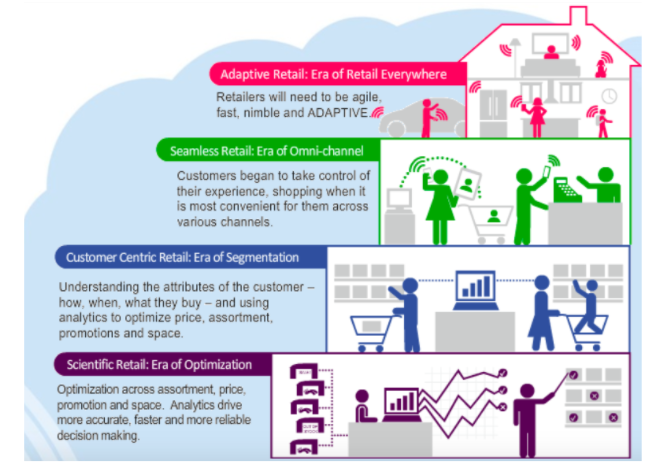 Adaptive Retail: Era of Retail Everywhere
Retailers will need to be agile,
fast, nimble and ADAPTIVE.
Seamless Retail: Era of Omni-channel
Customers began to take control of
their experience, shopping when it
is most convenient for them across
various channels.
Customer Centric Retail: Era of Segmentation
Understanding the attributes of the customer –
how, when, what they buy – and using
analytics to optimize price, assortment,
promotions and space.
Scientific Retail: Era of Optimization
Optimization across assortment, price,
promotion and space. Analytics drive
more accurate, faster and more reliable
decision making.